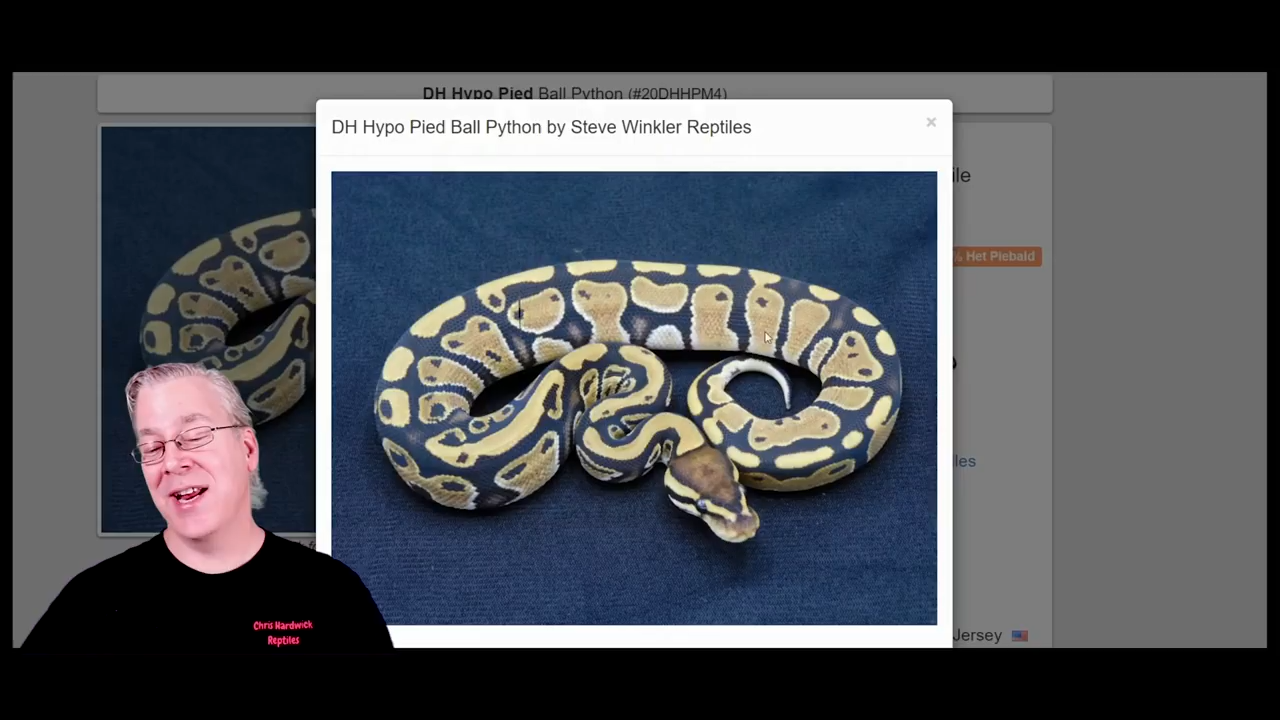 DH Hypo Pied Ball Python (#20DHHPM4)
DH Hypo Pied Ball Python by Steve Winkler Reptiles
×
ile
% Het Piebald
les
Jersey
Chris Hardwick
Reptiles